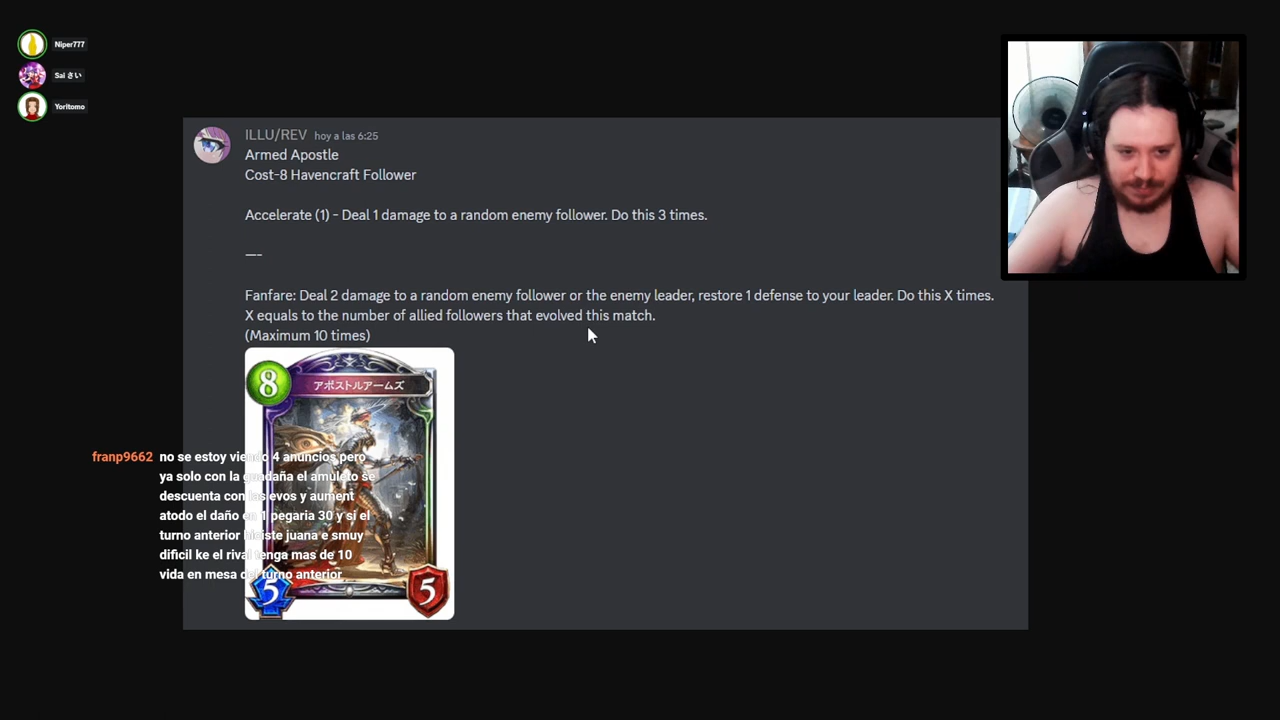 Niper777
Sai さい
Yoritomo
ILLU/REV hoy a las 6:25
Armed Apostle
Cost-8 Havencraft Follower
Accelerate (1) - Deal 1 damage to a random enemy follower. Do this 3 times.
—-
Fanfare: Deal 2 damage to a random enemy follower or the enemy leader, restore 1 defense to your leader. Do this X times.
X equals to the number of allied followers that evolved this match.
(Maximum 10 times)
8
アポストルアームズ
franp9662 no se estoy viendo 4 anuncios pero
ya solo con la guadaña el amuleto se
descuenta con las evos y aument
atodo el daño en 1 pegaria 30 y si el
turno anterior hiciste juana e smuy
dificil ke el rival tenga mas de 10
vida en mesa del turno anterior
5
5